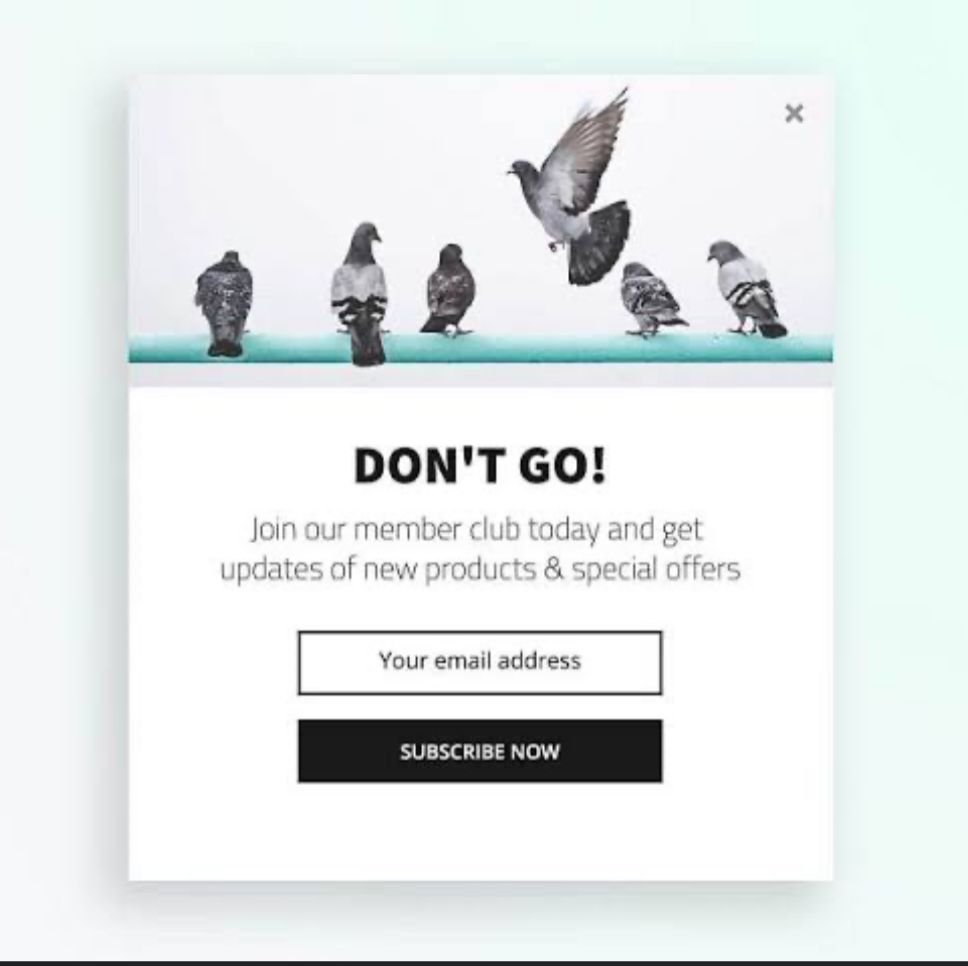 DON'T GO!
Join our member club today and get
updates of new products & special offers
Your email address
SUBSCRIBE NOW